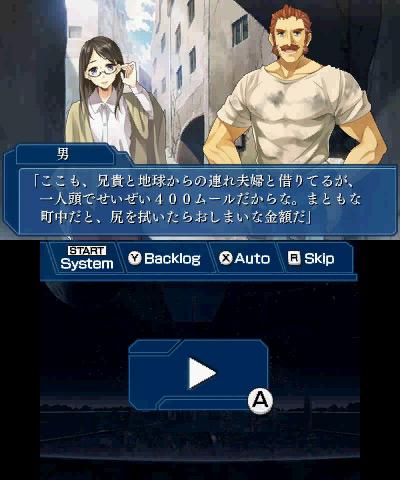 男
「ここも、兄貴と地球からの連れ夫婦と借りてるが、
一人頭でせいぜい４００ムールだからな。まともな
町中だと、尻を拭いたらおしまいな金額だ」
START
System
Y Backlog
X Auto
R Skip
A